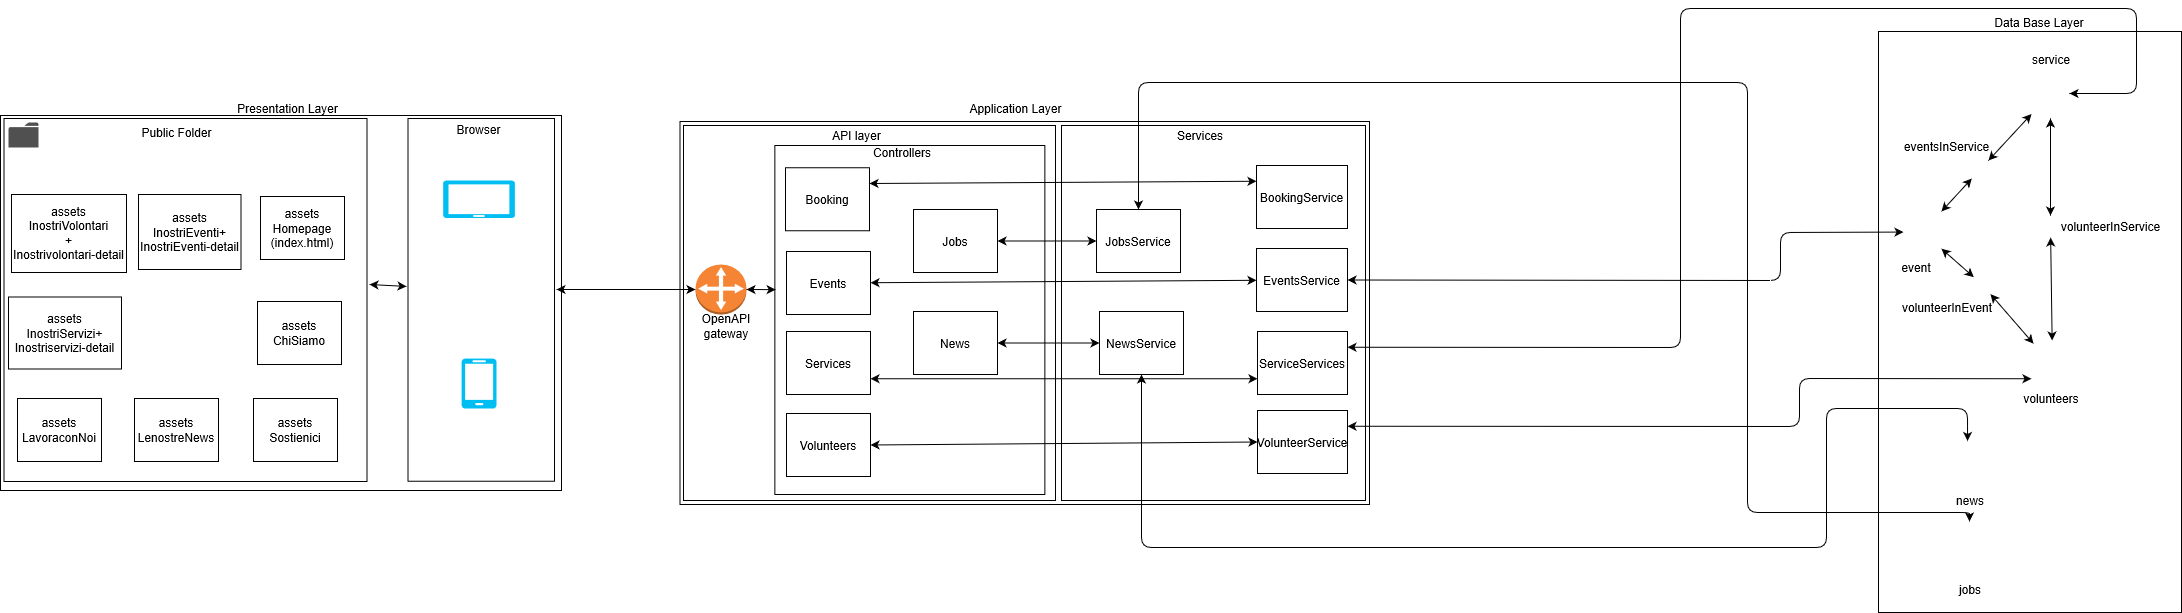 Presentation Layer
Public Folder
assets
InostriVolontari
+
Inostrivolontari-detail
assets
InostriEventi+
InostriEventi-detail
assets
Homepage
(index.html)
assets
InostriServizi+
Inostriservizi-detail
assets
ChiSiamo
assets
LavoraconNoi
assets
LenostreNews
assets
Sostienici
Browser
Application Layer
API layer
OpenAPI
gateway
Controllers
Booking
Jobs
Events
News
Services
Volunteers
Services
BookingService
JobsService
EventsService
NewsService
ServiceServices
VolunteerService
Data Base Layer
service
eventsInService
volunteerInService
event
volunteerInEvent
volunteers
news
jobs